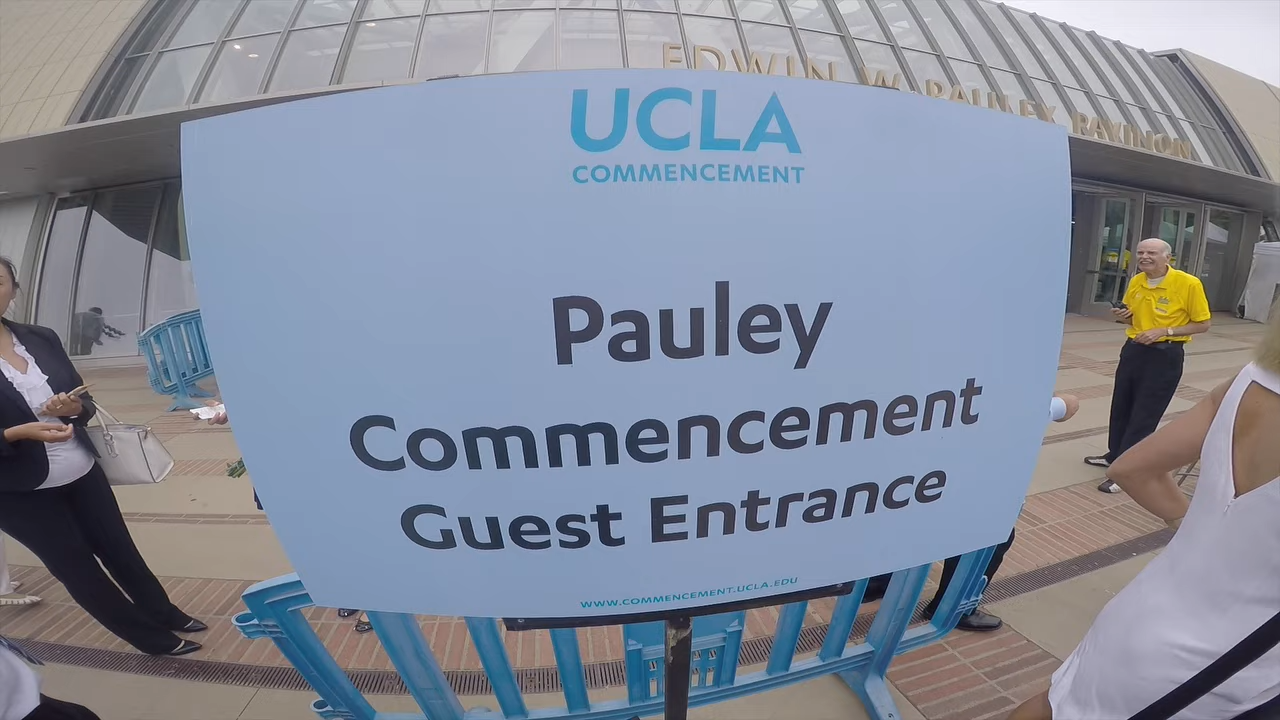 EDWIN W. PAULEY PAVILION
UCLA
COMMENCEMENT
Pauley
Commencement
Guest Entrance
WWW.COMMENCEMENT.UCLA.EDU